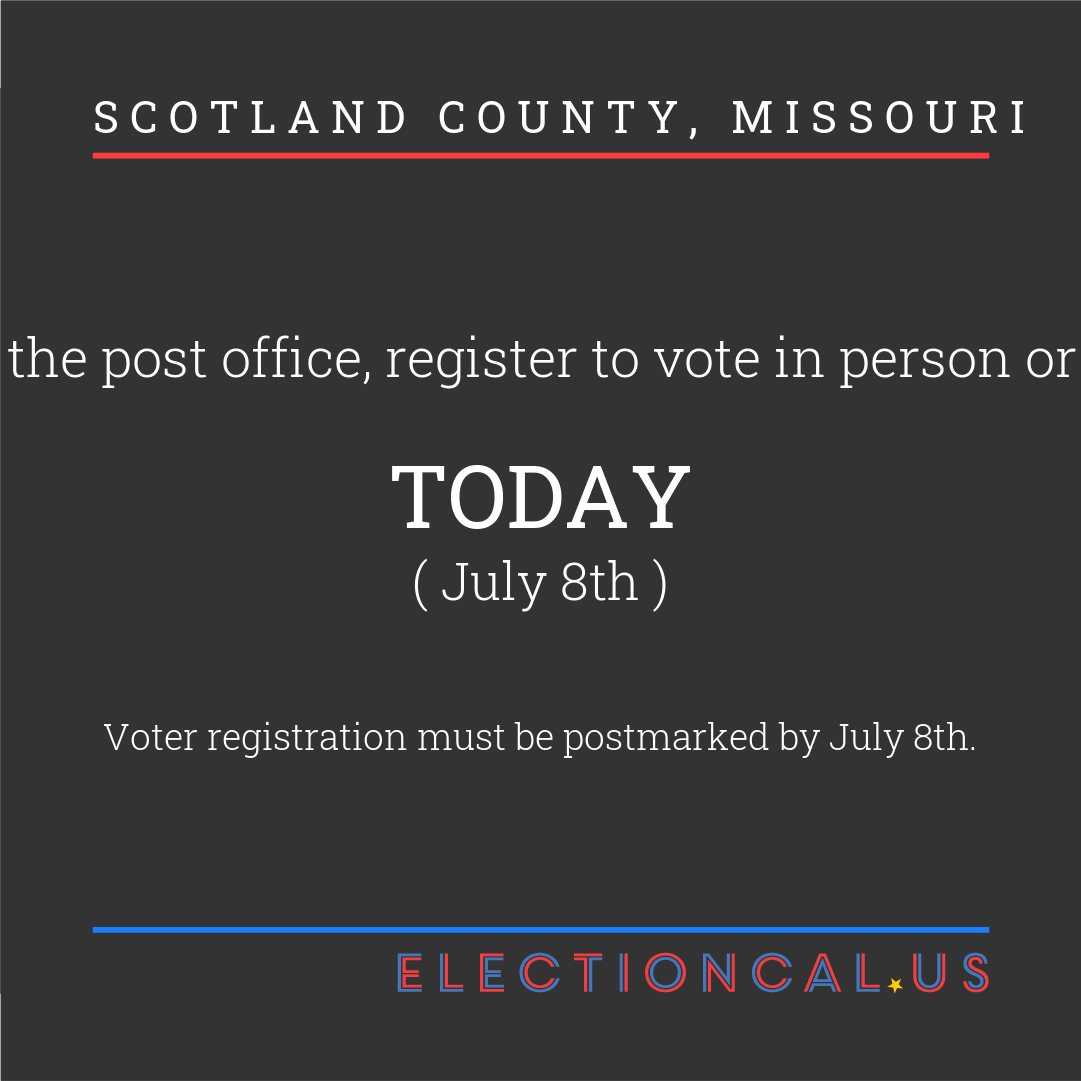 SCOTLAND COUNTY, MISSOURI
the post office, register to vote in person or
TODAY
( July 8th )
Voter registration must be postmarked by July 8th.
ELECTIONCAL.US